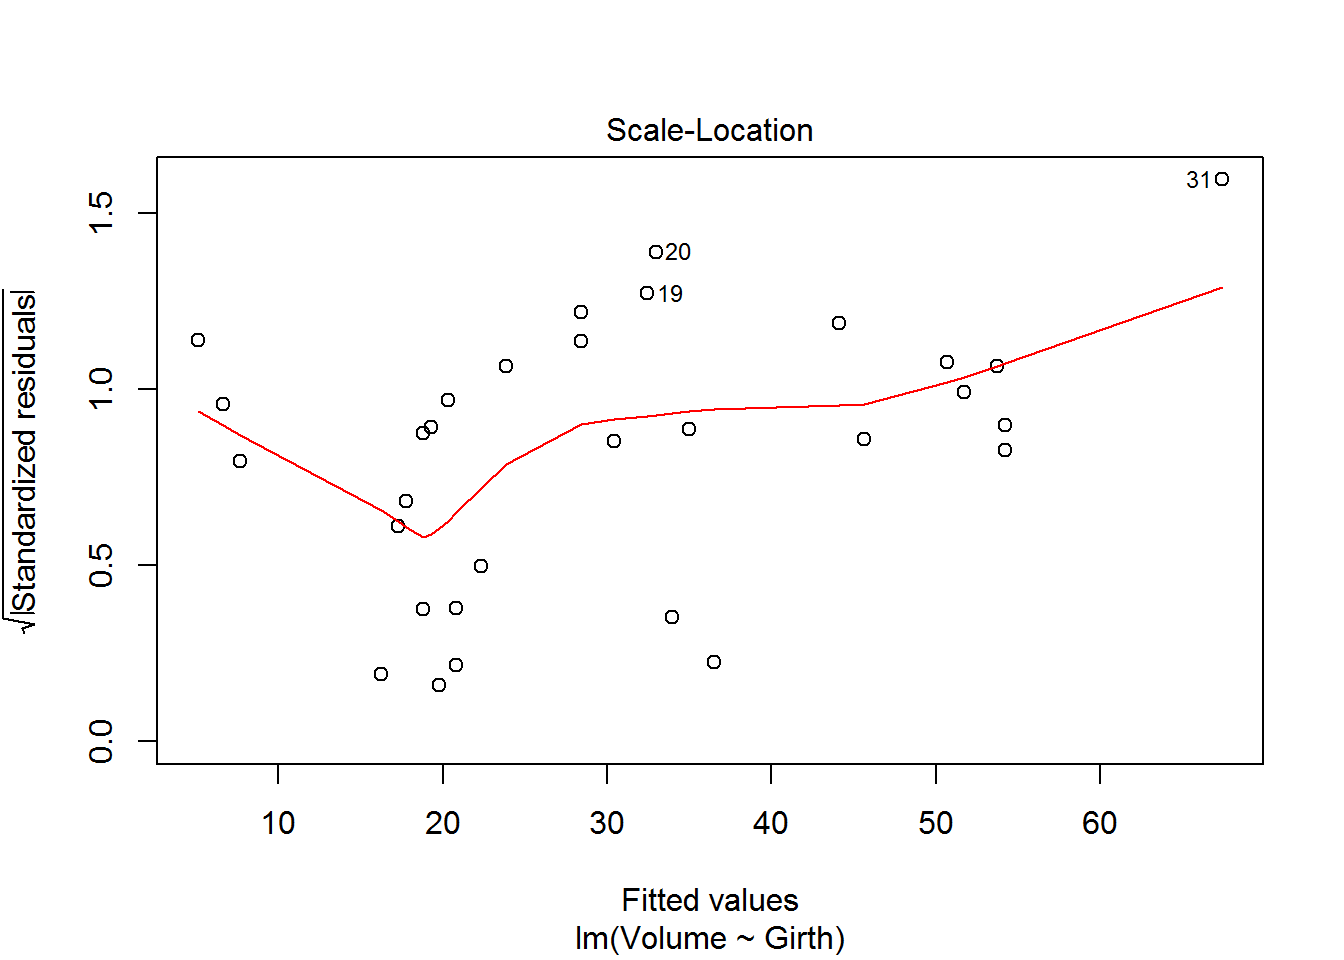 Scale-Location
√|Standardized residuals|
1.5
1.0
0.5
0.0
31
20
19
10 20 30 40 50 60
Fitted values
lm(Volume ~ Girth)